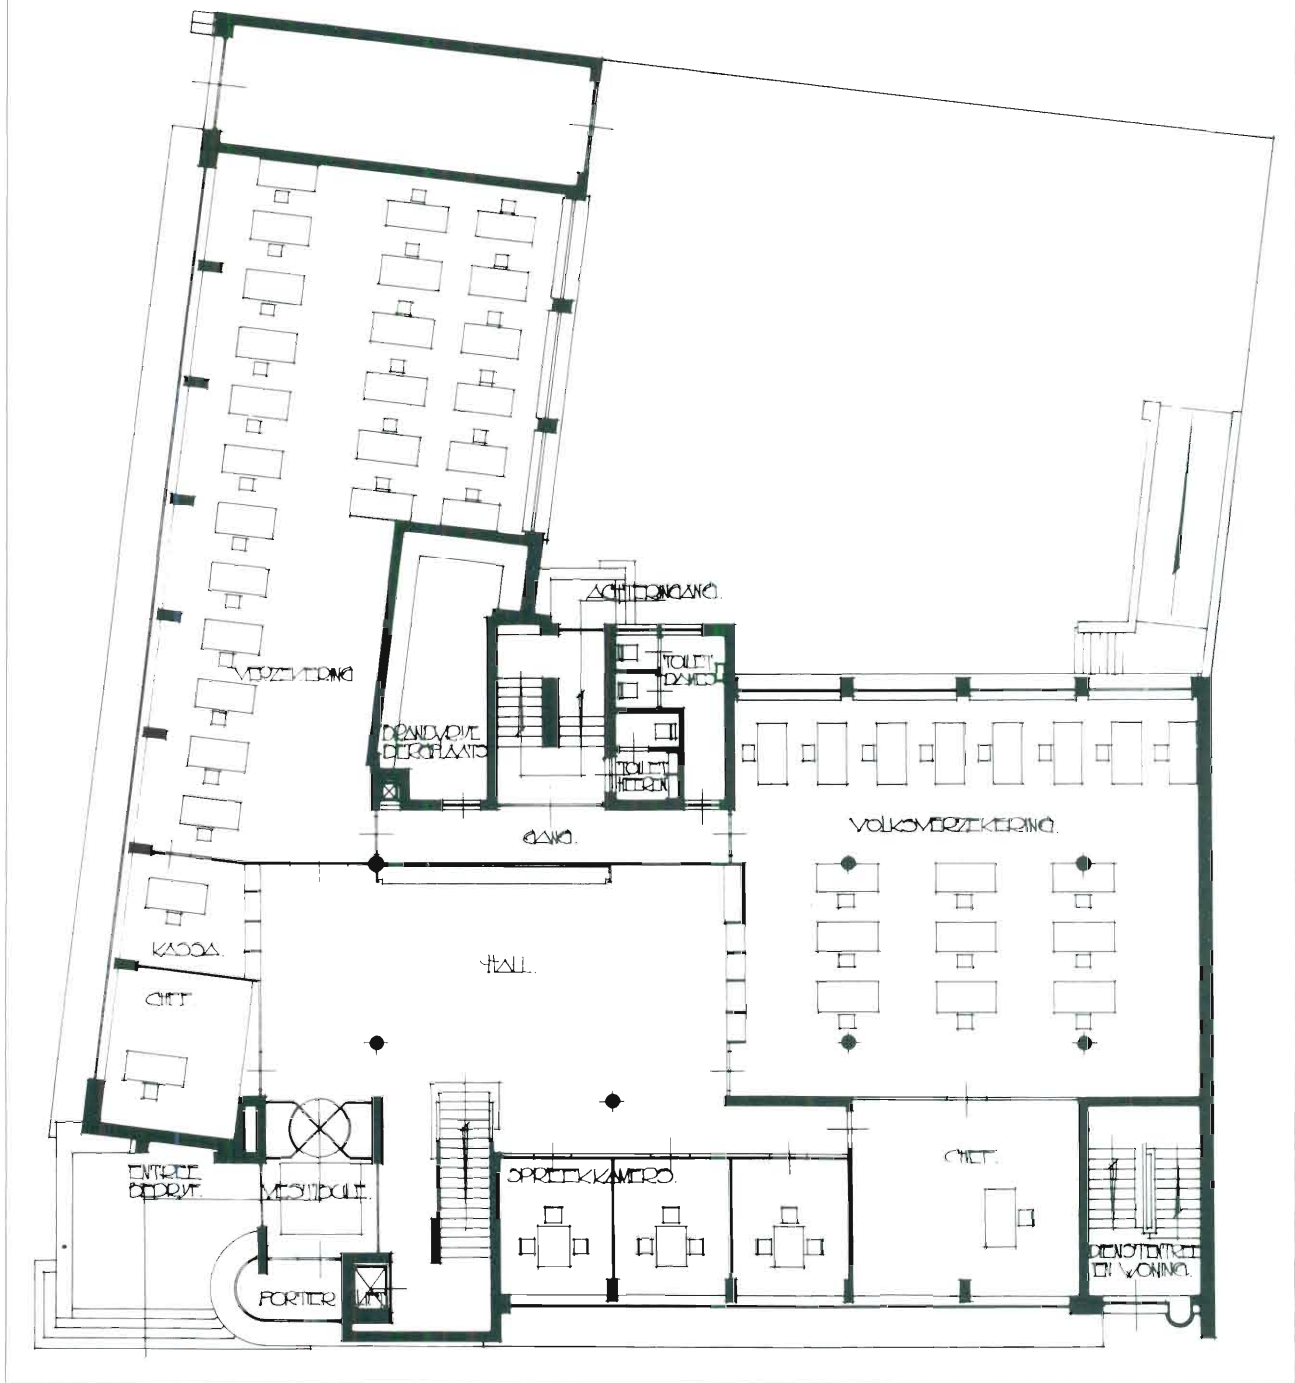 ACHTERINGANG.
TOILET
DAMES
VERZEKERING
BRANDVRIJE
BERGPLAATS
TOILET
HEEREN
GANG.
VOLKSVERZEKERING.
KASSA.
HALL.
CHEF
CHEF.
ENTREE
BEDRIJF.
VESTIBULE.
SPREEKKAMERS.
DIENSTENTREE
EN WONING.
PORTIER
LIFT